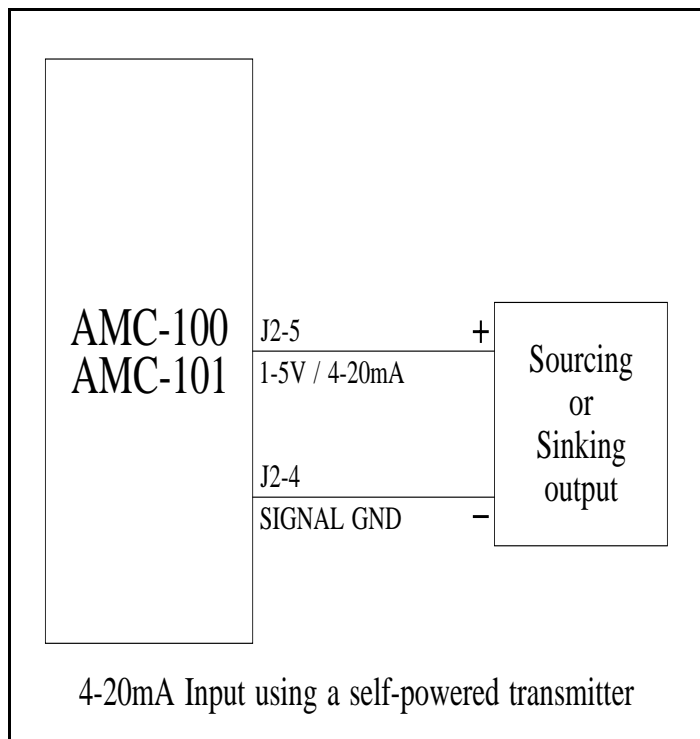 AMC-100
AMC-101
J2-5
1-5V / 4-20mA
+
J2-4
SIGNAL GND
−
Sourcing
or
Sinking
output
4-20mA Input using a self-powered transmitter